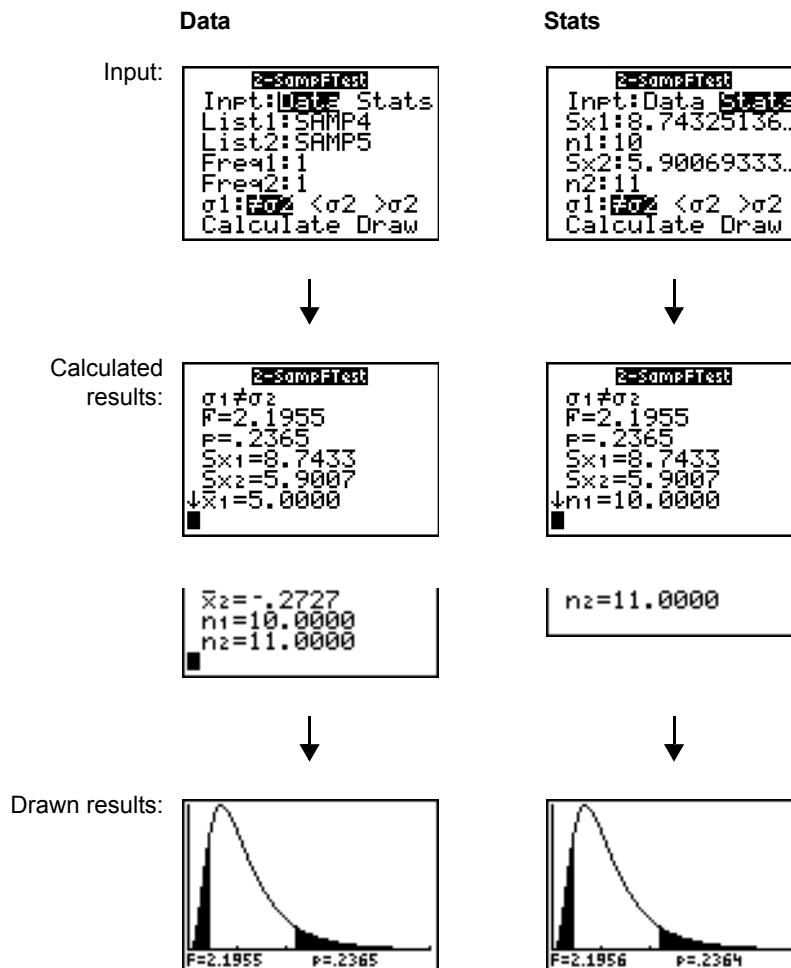 Data
Stats
Input:
2-SampFTest
Inpt:Data Stats
List1:SAMP4
List2:SAMP5
Freq1:1
Freq2:1
σ1:≠σ2 <σ2 >σ2
Calculate Draw
2-SampFTest
Inpt:Data Stats
Sx1:8.74325136…
n1:10
Sx2:5.90069333…
n2:11
σ1:≠σ2 <σ2 >σ2
Calculate Draw
Calculated
results:
2-SampFTest
σ1≠σ2
F=2.1955
p=.2365
Sx1=8.7433
Sx2=5.9007
↓x̄1=5.0000
2-SampFTest
σ1≠σ2
F=2.1955
p=.2365
Sx1=8.7433
Sx2=5.9007
↓n1=10.0000
x̄2=-.2727
n1=10.0000
n2=11.0000
n2=11.0000
Drawn results:
F=2.1955 p=.2365
F=2.1956 p=.2364